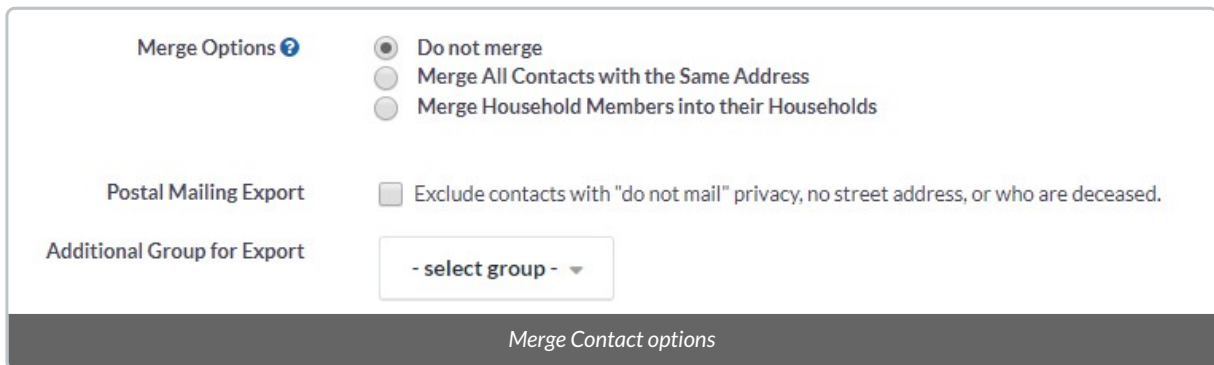 Merge Options ?
Do not merge
Merge All Contacts with the Same Address
Merge Household Members into their Households
Postal Mailing Export
Exclude contacts with "do not mail" privacy, no street address, or who are deceased.
Additional Group for Export
- select group -
Merge Contact options